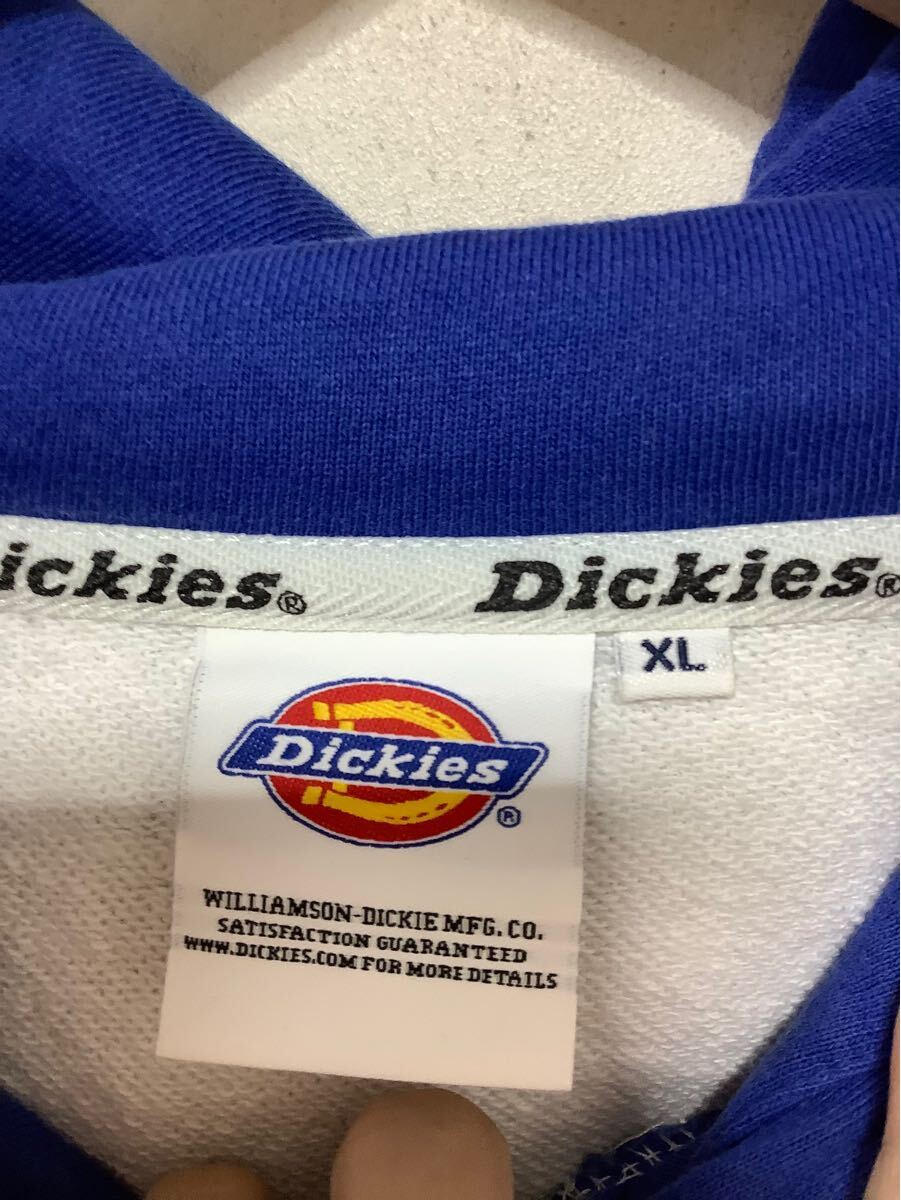 ickies®
Dickies®
XL
Dickies®
WILLIAMSON-DICKIE MFG. CO.
SATISFACTION GUARANTEED
WWW.DICKIES.COM FOR MORE DETAILS